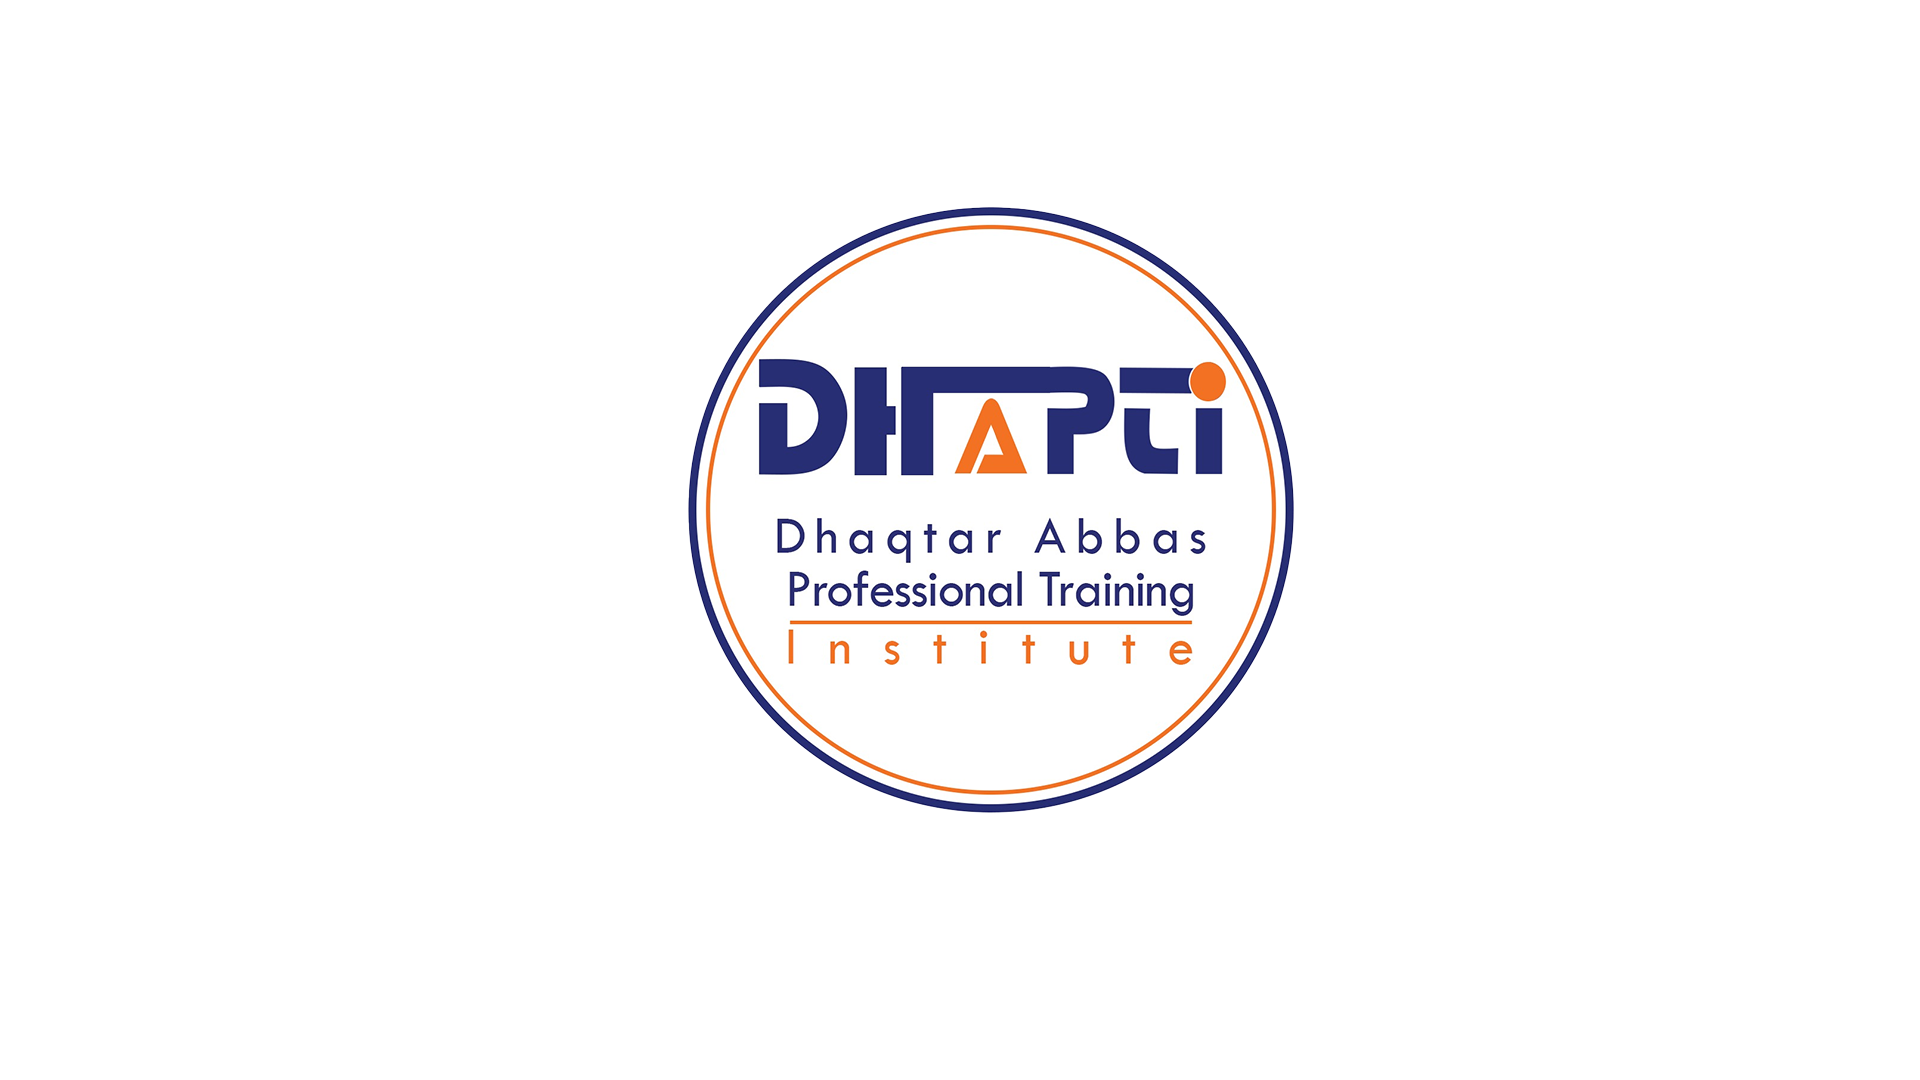 DHAPTi
Dhaqtar Abbas
Professional Training
Institute